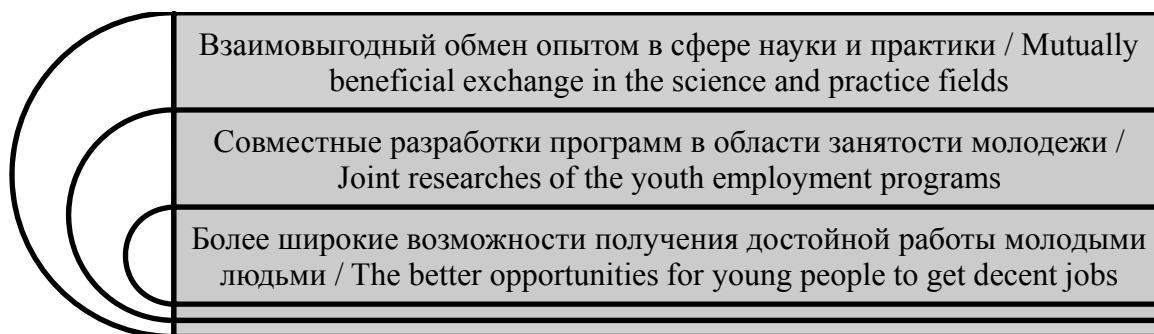 Взаимовыгодный обмен опытом в сфере науки и практики / Mutually
beneficial exchange in the science and practice fields
Совместные разработки программ в области занятости молодежи /
Joint researches of the youth employment programs
Более широкие возможности получения достойной работы молодыми
людьми / The better opportunities for young people to get decent jobs